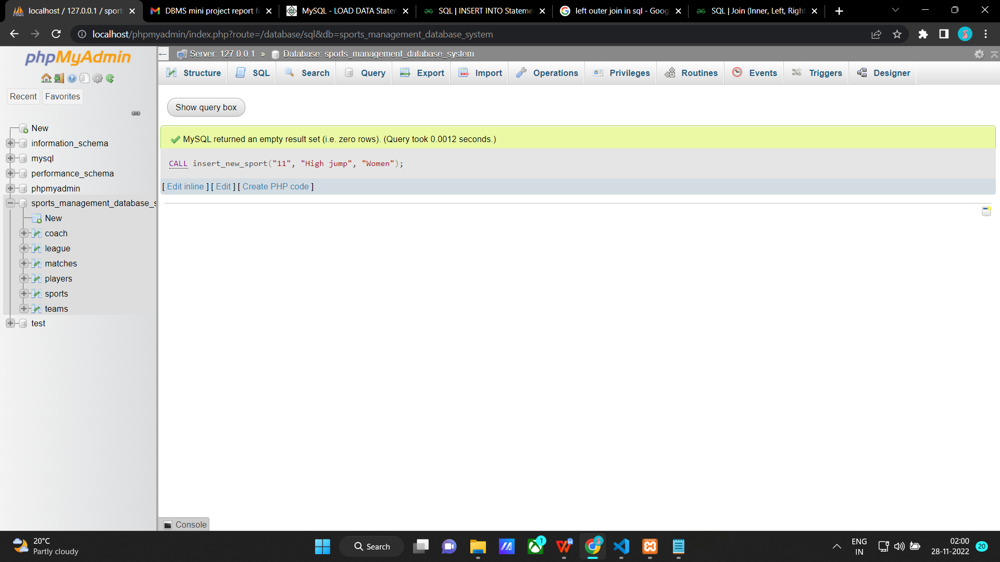 localhost / 127.0.0.1 / sport
DBMS mini project report fo
MySQL - LOAD DATA Staten
SQL | INSERT INTO Stateme
left outer join in sql - Goog
SQL | Join (Inner, Left, Right
localhost/phpmyadmin/index.php?route=/database/sql&db=sports_management_database_system
phpMyAdmin
Server: 127.0.0.1 » Database: sports_management_database_system
Structure SQL Search Query Export Import Operations Privileges Routines Events Triggers Designer
Recent Favorites
Show query box
New
information_schema
mysql
performance_schema
phpmyadmin
sports_management_database_s
New
coach
league
matches
players
sports
teams
test
MySQL returned an empty result set (i.e. zero rows). (Query took 0.0012 seconds.)
CALL insert_new_sport("11", "High jump", "Women");
[ Edit inline ] [ Edit ] [ Create PHP code ]
Console
20°C
Partly cloudy
Search
1
ENG
IN
02:00
28-11-2022
20